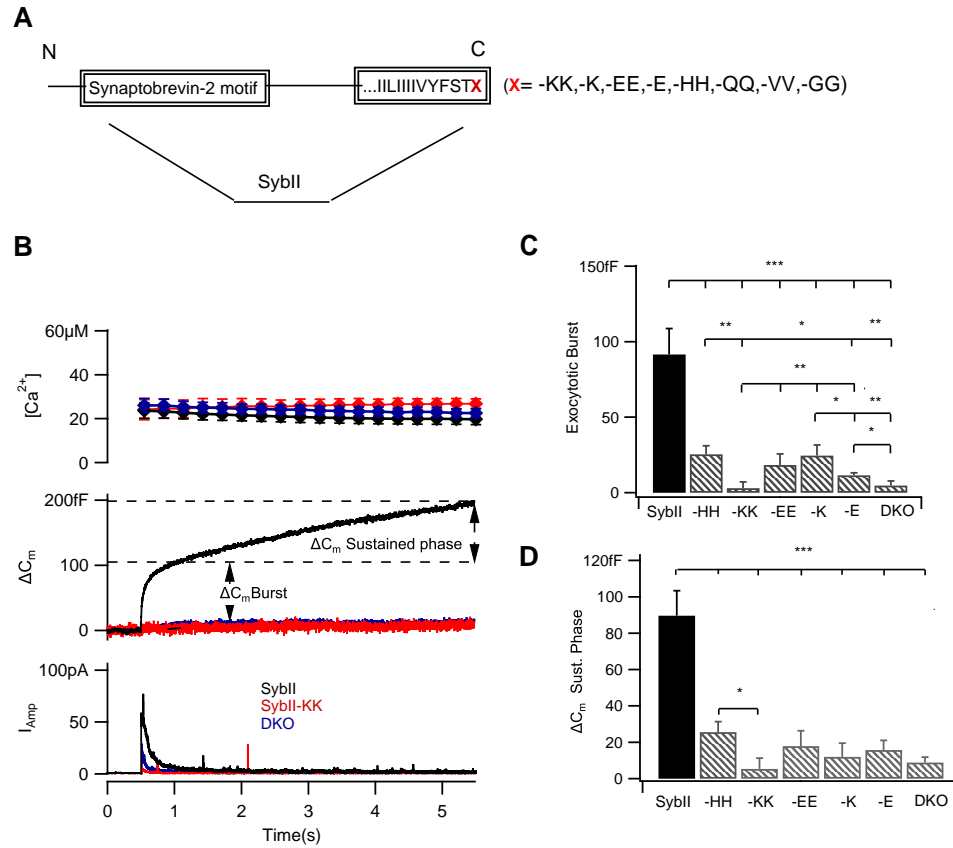 A
N
C
Synaptobrevin-2 motif
...IILIIIIVYFSTX
(X= -KK,-K,-EE,-E,-HH,-QQ,-VV,-GG)
SybII
B
60µM
40
20
0
[Ca2+]
200fF
100
0
ΔCm
ΔCm Sustained phase
ΔCm Burst
100pA
50
0
IAmp
SybII
SybII-KK
DKO
0 1 2 3 4 5
Time(s)
C
150fF
100
50
0
Exocytotic Burst
***
** * **
**
* **
*
SybII -HH -KK -EE -K -E DKO
D
120fF
100
80
60
40
20
0
ΔCm Sust. Phase
***
*
SybII -HH -KK -EE -K -E DKO